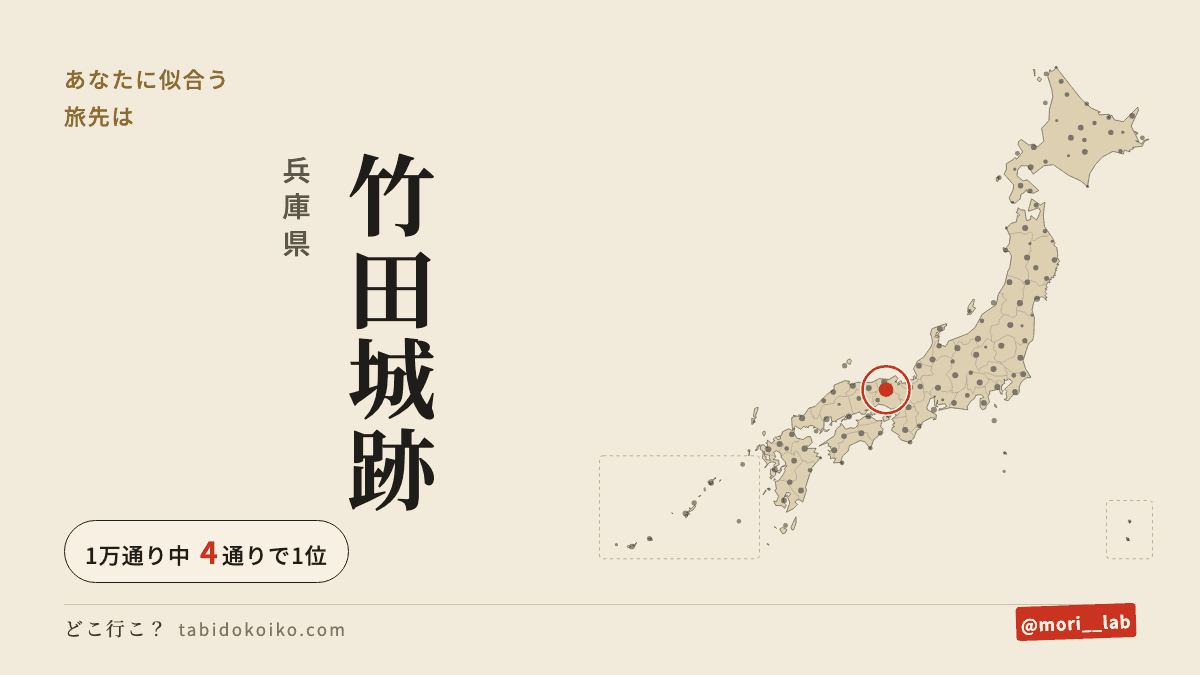 あなたに似合う
旅先は
兵庫県
竹田城跡
1万通り中 4通りで1位
どこ行こ? tabidokoiko.com
@mori__lab